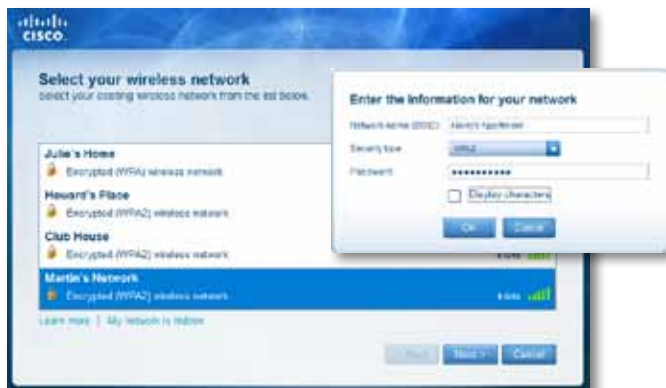 CISCO
Select your wireless network
Select your existing wireless network from the list below.
Julie's Home
Encrypted (WPA) wireless network
Howard's Place
Encrypted (WPA2) wireless network
Club House
Encrypted (WPA2) wireless network
Martin's Network
Encrypted (WPA2) wireless network
Learn more | My network is hidden
Next > Cancel
Enter the information for your network
Network name (SSID)
Security type WPA2
Password
Display characters
OK Cancel